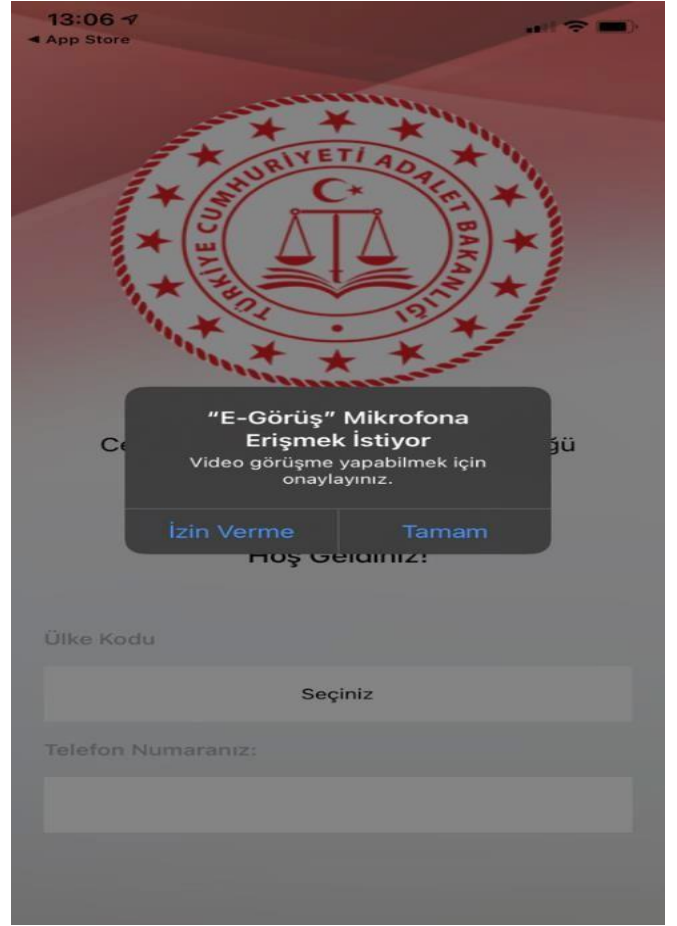 13:06
◀ App Store
TÜRKİYE CUMHURİYETİ ADALET BAKANLIĞI
"E-Görüş" Mikrofona
Erişmek İstiyor
Video görüşme yapabilmek için
onaylayınız.
İzin Verme Tamam
Hoş Geldiniz!
Ülke Kodu
Seçiniz
Telefon Numaranız: